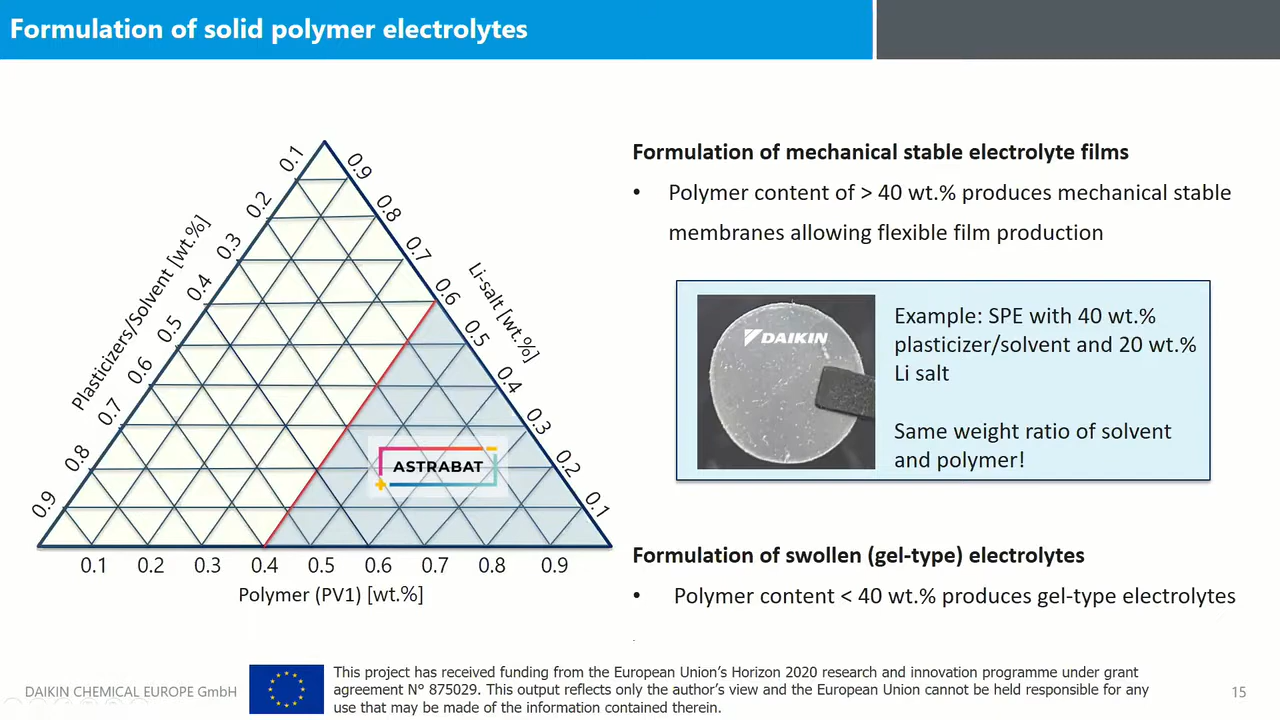 Formulation of solid polymer electrolytes
0.1
0.2
0.3
0.4
0.5
0.6
0.7
0.8
0.9
Plasticizers/Solvent [wt.%]
0.9
0.8
0.7
0.6
0.5
0.4
0.3
0.2
0.1
Li-salt [wt.%]
ASTRABAT
0.1 0.2 0.3 0.4 0.5 0.6 0.7 0.8 0.9
Polymer (PV1) [wt.%]
Formulation of mechanical stable electrolyte films
• Polymer content of > 40 wt.% produces mechanical stable
membranes allowing flexible film production
DAIKIN
Example: SPE with 40 wt.%
plasticizer/solvent and 20 wt.%
Li salt
Same weight ratio of solvent
and polymer!
Formulation of swollen (gel-type) electrolytes
• Polymer content < 40 wt.% produces gel-type electrolytes
.
DAIKIN CHEMICAL EUROPE GmbH
This project has received funding from the European Union’s Horizon 2020 research and innovation programme under grant
agreement N° 875029. This output reflects only the author’s view and the European Union cannot be held responsible for any
use that may be made of the information contained therein.
15